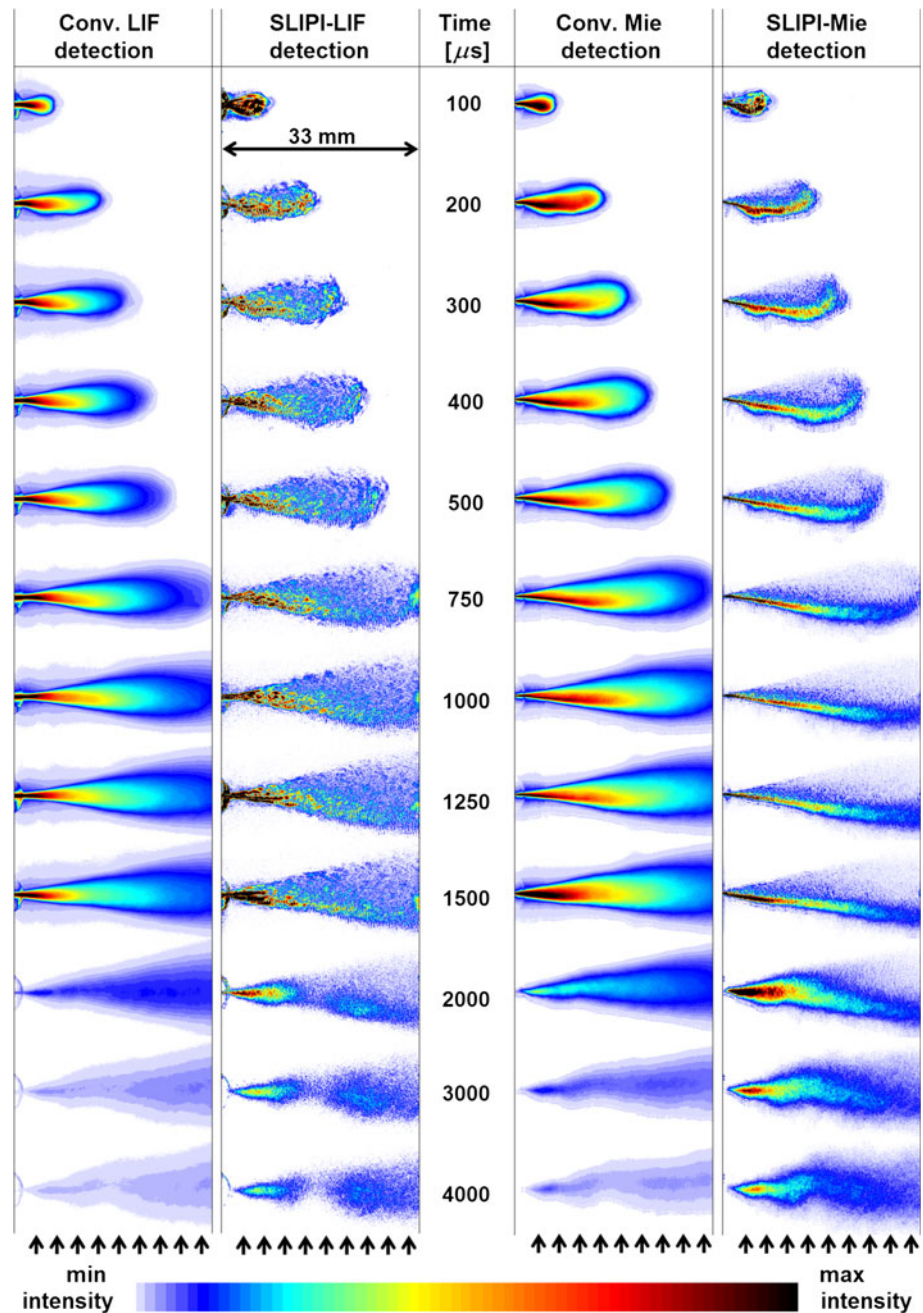 Conv. LIF
detection
SLIPI-LIF
detection
Time
[μs]
Conv. Mie
detection
SLIPI-Mie
detection
100
33 mm
200
300
400
500
750
1000
1250
1500
2000
3000
4000
min
intensity
max
intensity